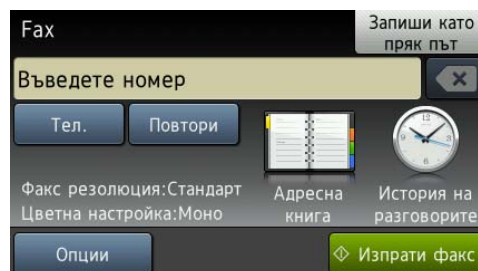 Fax
Запиши като
пряк път
Въведете номер
Тел.
Повтори
Факс резолюция:Стандарт
Цветна настройка:Моно
Адресна
книга
История на
разговорите
Опции
Изпрати факс